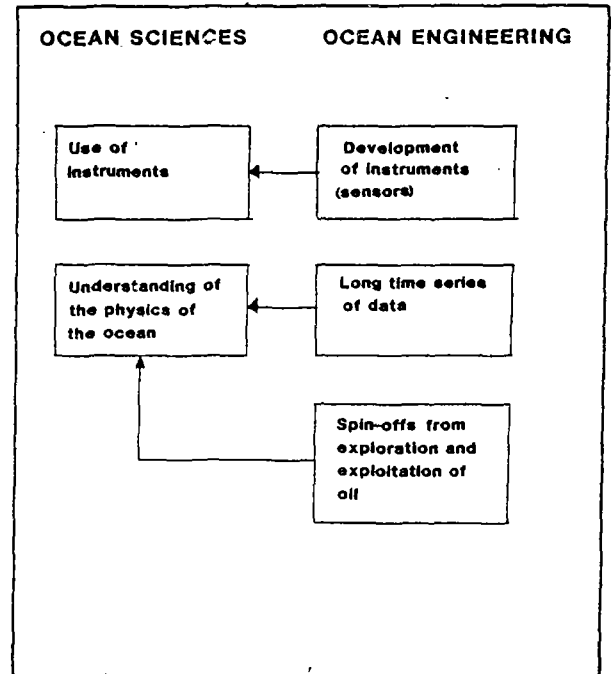 OCEAN SCIENCES
OCEAN ENGINEERING
Use of
instruments
Development
of instruments
(sensors)
Understanding of
the physics of
the ocean
Long time series
of data
Spin-offs from
exploration and
exploitation of
oil